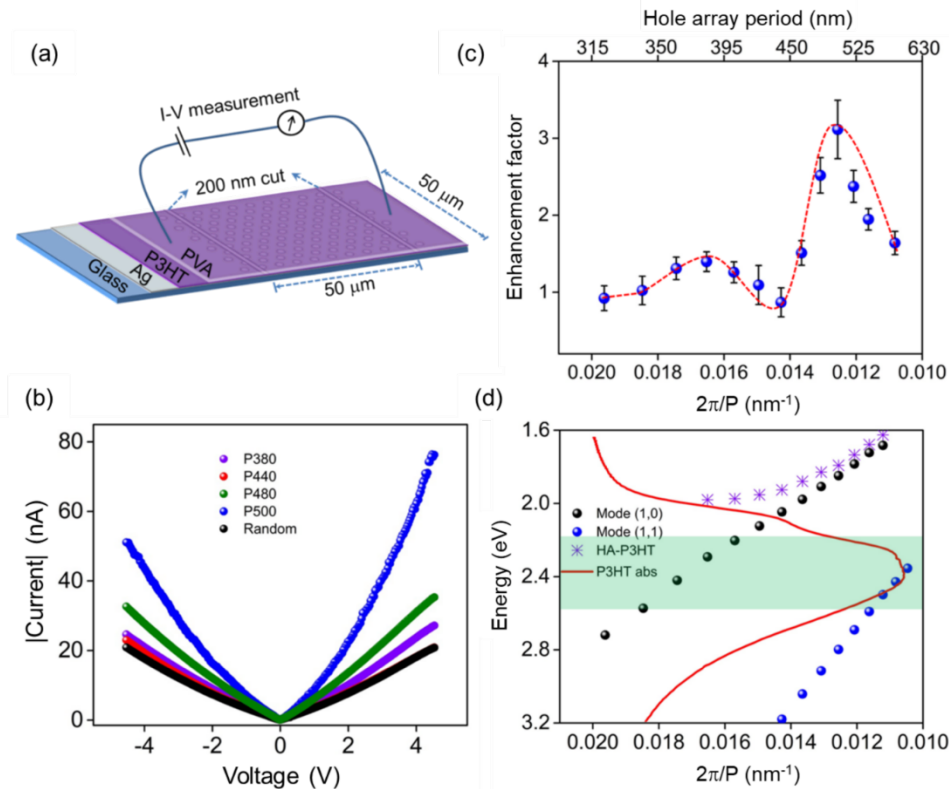 (a)
I-V measurement
200 nm cut
50 μm
50 μm
Glass
Ag
P3HT
PVA
(c)
Hole array period (nm)
315 350 395 450 525 630
4
3
2
1
Enhancement factor
0.020 0.018 0.016 0.014 0.012 0.010
2π/P (nm-1)
(b)
80
60
40
20
0
|Current| (nA)
P380
P440
P480
P500
Random
-4 -2 0 2 4
Voltage (V)
(d)
1.6
2.0
2.4
2.8
3.2
Energy (eV)
Mode (1,0)
Mode (1,1)
HA-P3HT
P3HT abs
0.020 0.018 0.016 0.014 0.012 0.010
2π/P (nm-1)